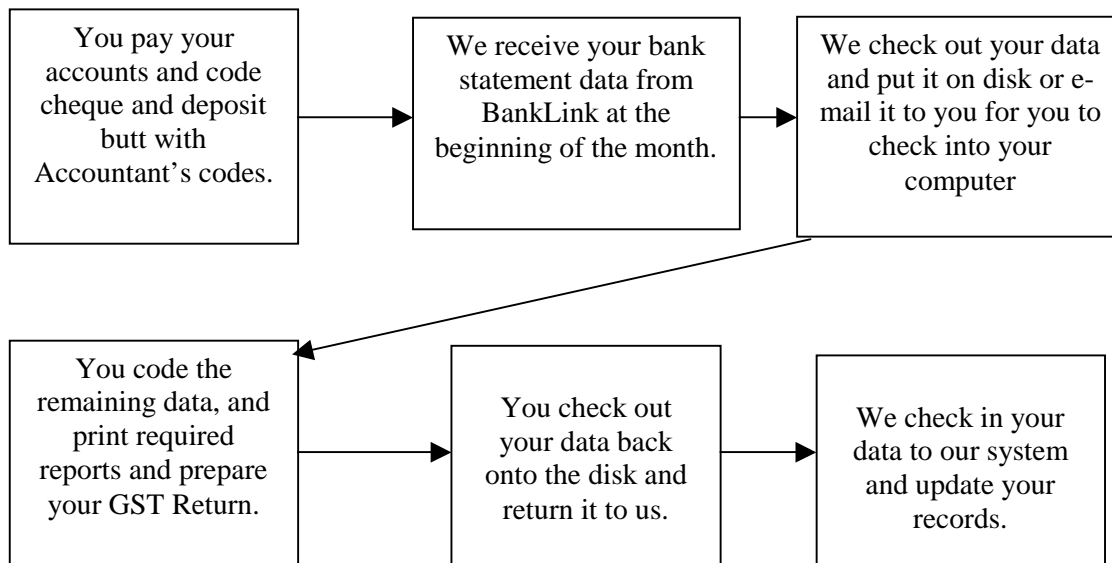 You pay your
accounts and code
cheque and deposit
butt with
Accountant’s codes.
We receive your bank
statement data from
BankLink at the
beginning of the month.
We check out your data
and put it on disk or e-
mail it to you for you to
check into your
computer
You code the
remaining data, and
print required
reports and prepare
your GST Return.
You check out
your data back
onto the disk and
return it to us.
We check in your
data to our system
and update your
records.